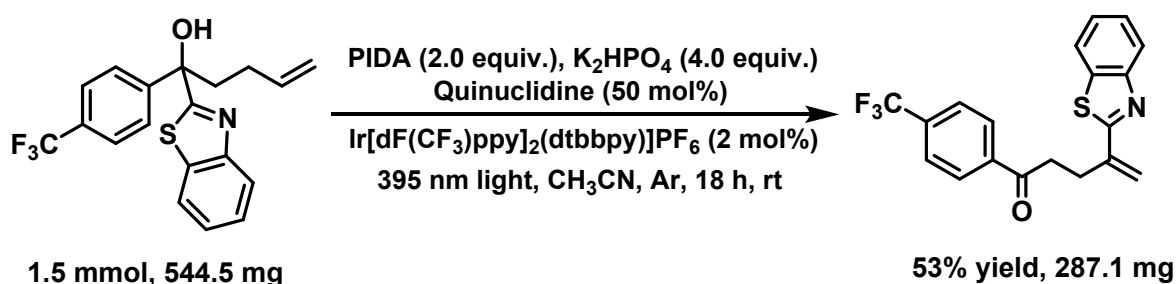 OH
F3C
S
N
PIDA (2.0 equiv.), K2HPO4 (4.0 equiv.)
Quinuclidine (50 mol%)
Ir[dF(CF3)ppy]2(dtbbpy)]PF6 (2 mol%)
395 nm light, CH3CN, Ar, 18 h, rt
F3C
S
N
O
1.5 mmol, 544.5 mg
53% yield, 287.1 mg